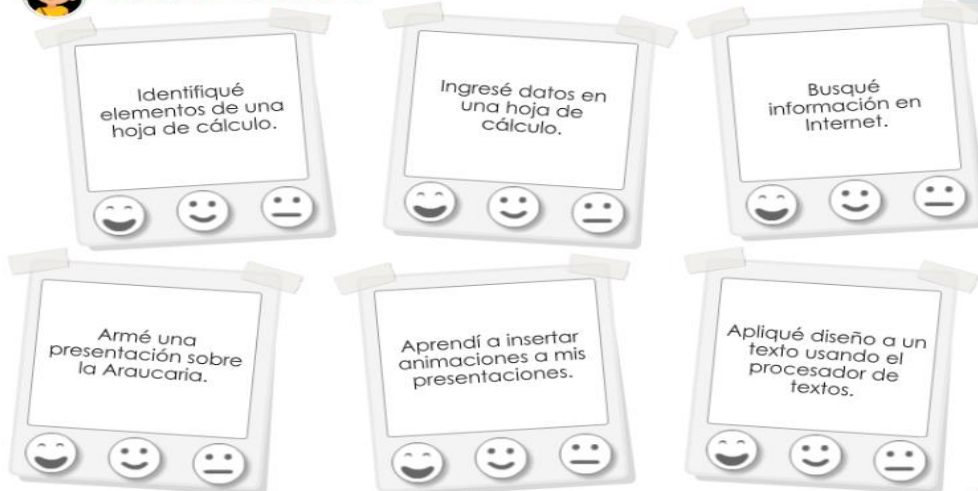 Identifiqué
elementos de una
hoja de cálculo.
Ingresé datos en
una hoja de
cálculo.
Busqué
información en
Internet.
Armé una
presentación sobre
la Araucaria.
Aprendí a insertar
animaciones a mis
presentaciones.
Apliqué diseño a un
texto usando el
procesador de
textos.